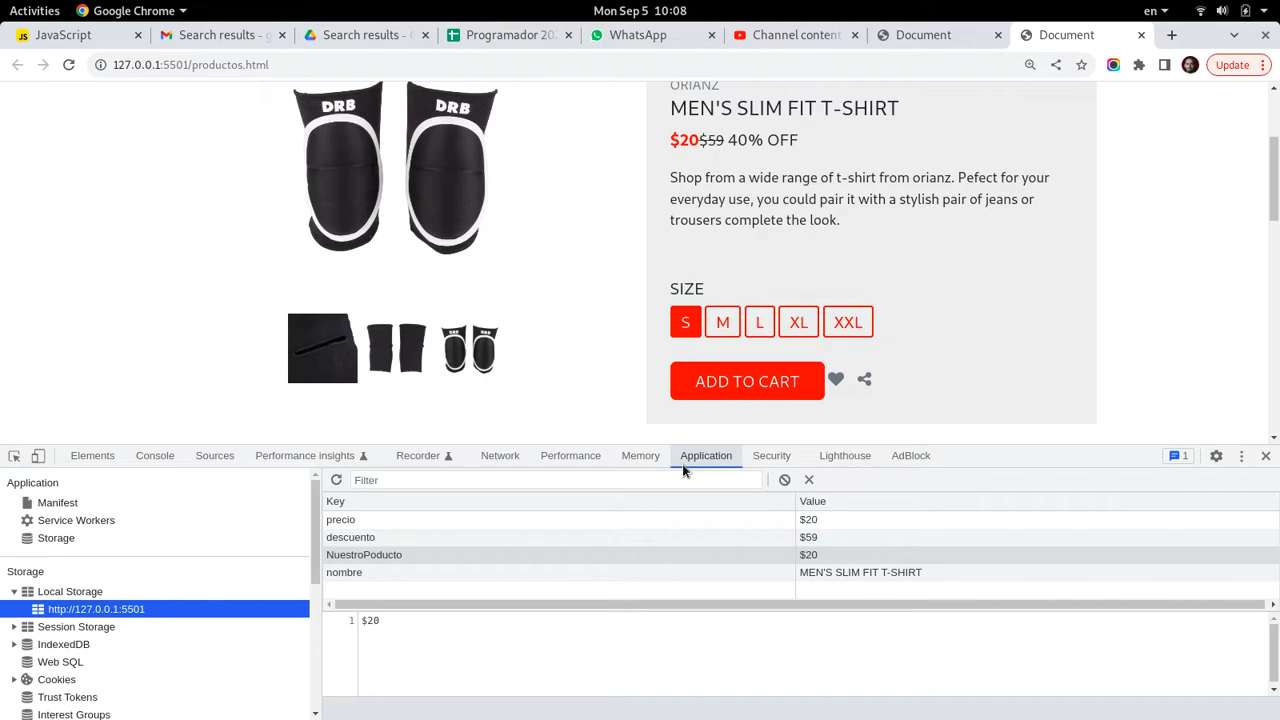 Activities
Google Chrome
Mon Sep 5 10:08
en
JavaScript
Search results - g
Search results - G
Programador 202
WhatsApp
Channel content
Document
Document
127.0.0.1:5501/productos.html
Update
DRB
DRB
ORIANZ
MEN'S SLIM FIT T-SHIRT
$20$59 40% OFF
Shop from a wide range of t-shirt from orianz. Pefect for your
everyday use, you could pair it with a stylish pair of jeans or
trousers complete the look.
SIZE
S M L XL XXL
ADD TO CART
Elements Console Sources Performance insights Recorder Network Performance Memory Application Security Lighthouse AdBlock 1
Application
Manifest
Service Workers
Storage
Storage
Local Storage
http://127.0.0.1:5501
Session Storage
IndexedDB
Web SQL
Cookies
Trust Tokens
Interest Groups
Filter
Key Value
precio $20
descuento $59
NuestroPoducto $20
nombre MEN'S SLIM FIT T-SHIRT
1 $20